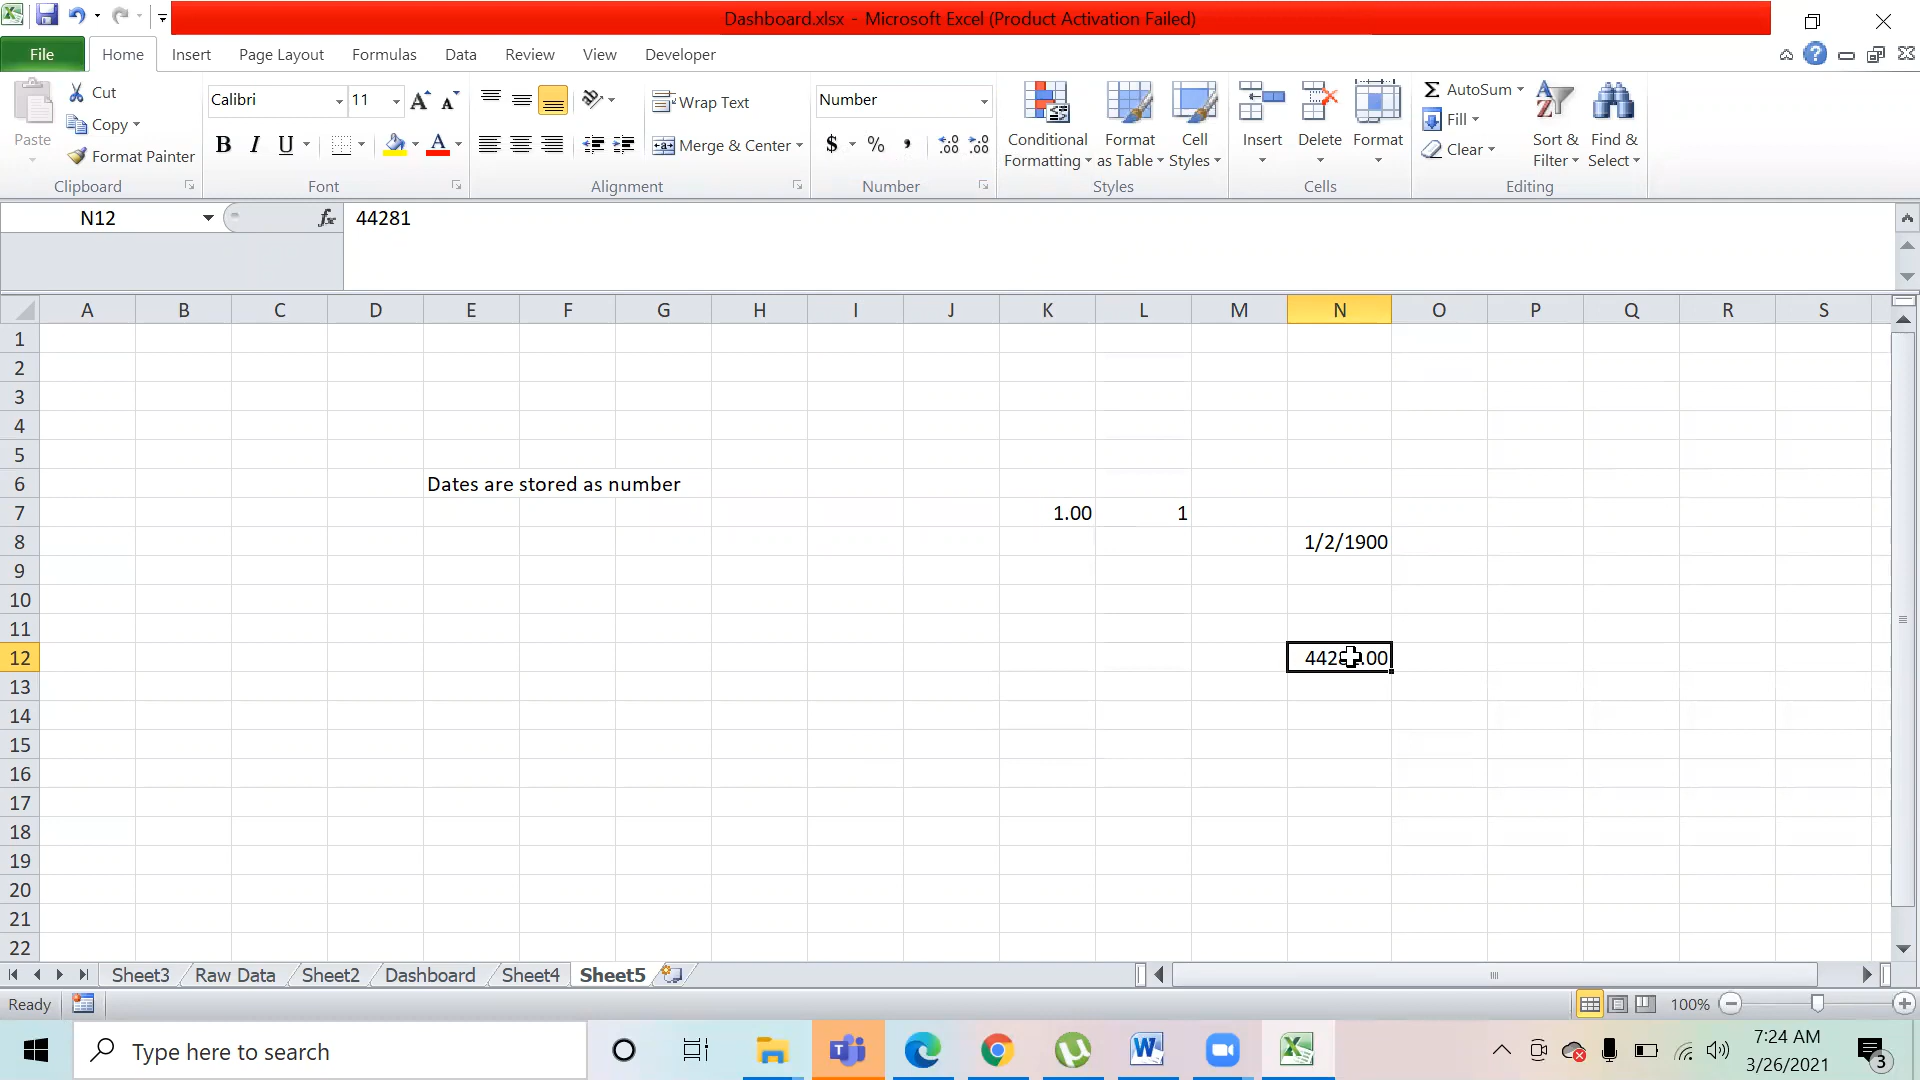 Dashboard.xlsx - Microsoft Excel (Product Activation Failed)
File Home Insert Page Layout Formulas Data Review View Developer
Paste
Cut
Copy
Format Painter
Clipboard
Calibri 11
B I U A
Font
Wrap Text
Merge & Center
Alignment
Number
$ % ,
Number
Conditional Formatting
Format as Table
Cell Styles
Styles
Insert
Delete
Format
Cells
Σ AutoSum
Fill
Clear
Sort & Filter
Find & Select
Editing
N12 fx 44281
A B C D E F G H I J K L M N O P Q R S
1
2
3
4
5
6 Dates are stored as number
7 1.00 1
8 1/2/1900
9
10
11
12
13
14
15
16
17
18
19
20
21
22
Sheet3 Raw Data Sheet2 Dashboard Sheet4 Sheet5
Ready 100%
Type here to search
7:24 AM
3/26/2021
3